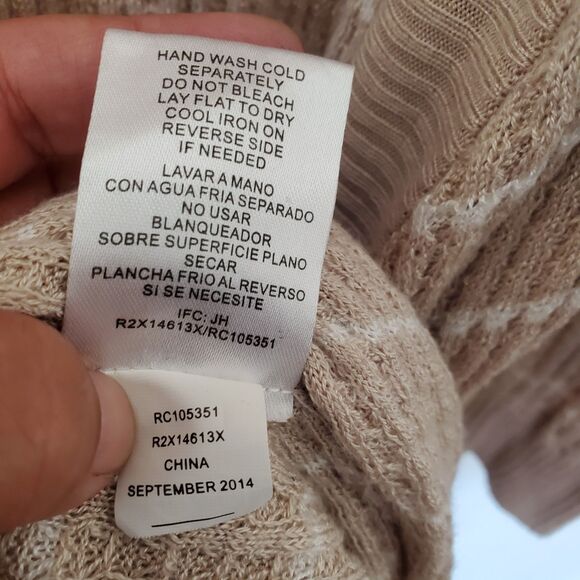 HAND WASH COLD
SEPARATELY
DO NOT BLEACH
LAY FLAT TO DRY
COOL IRON ON
REVERSE SIDE
IF NEEDED
LAVAR A MANO
CON AGUA FRIA SEPARADO
NO USAR
BLANQUEADOR
SOBRE SUPERFICIE PLANO
SECAR
PLANCHA FRIO AL REVERSO
SI SE NECESITE
IFC: JH
R2X14613X/RC105351
RC105351
R2X14613X
CHINA
SEPTEMBER 2014